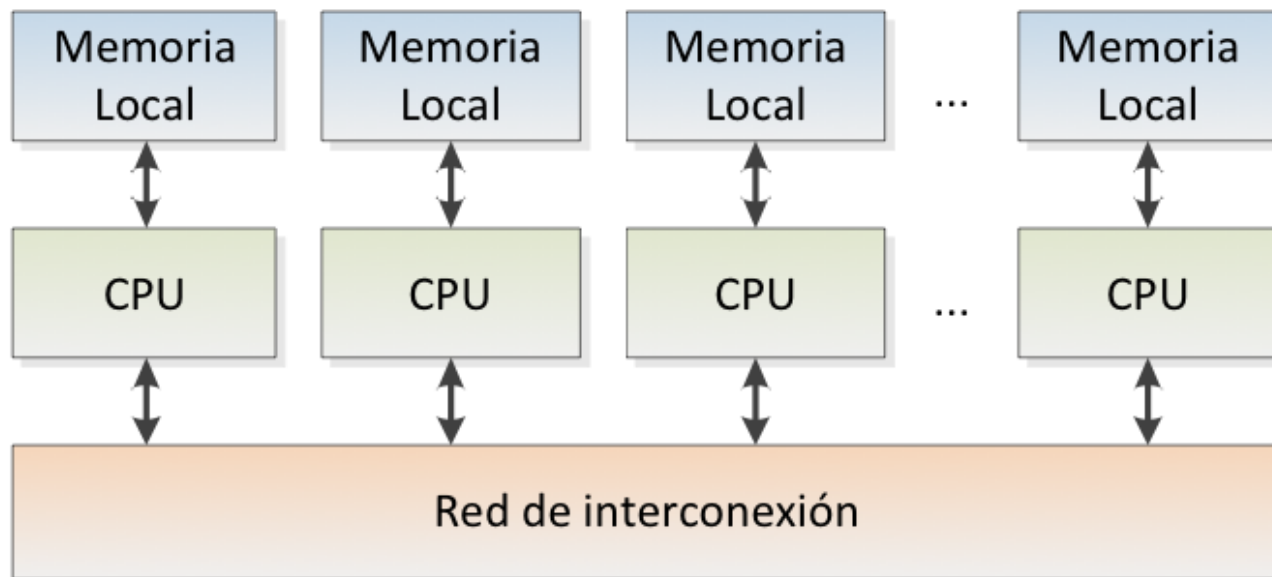 Memoria
Local
Memoria
Local
Memoria
Local
...
Memoria
Local
CPU
CPU
CPU
...
CPU
Red de interconexión